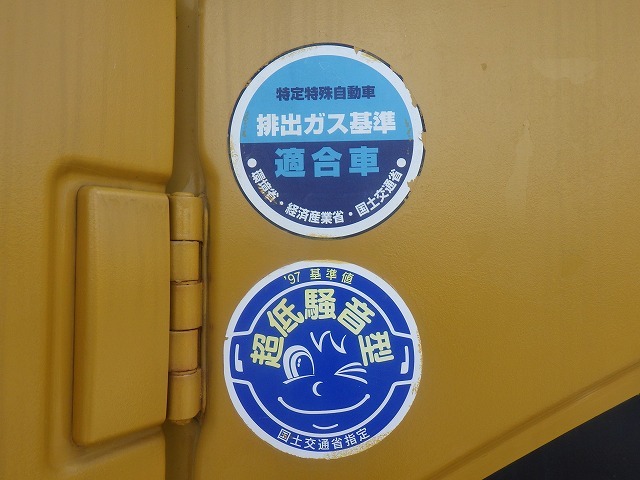 特定特殊自動車
排出ガス基準
適合車
・環境省・経済産業省・国土交通省・
'97 基準値
超低騒音型
国土交通省指定